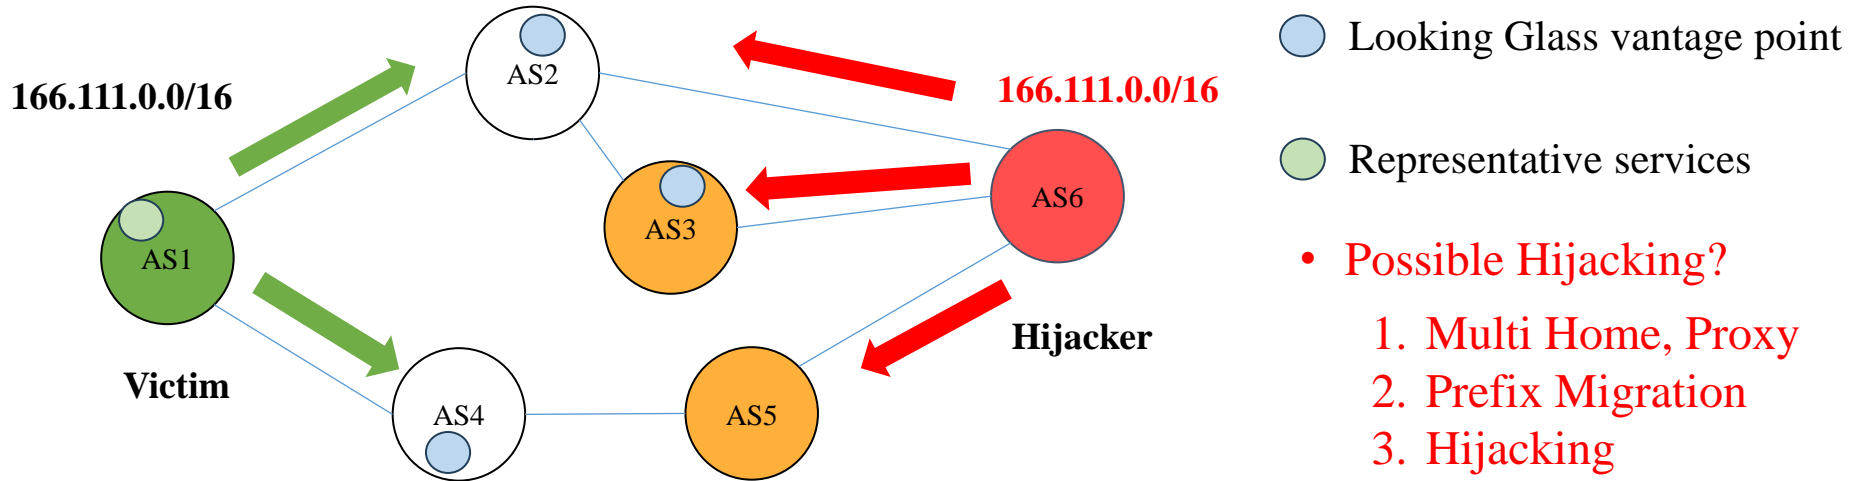 AS2
Looking Glass vantage point
166.111.0.0/16
166.111.0.0/16
Representative services
AS6
AS3
AS1
• Possible Hijacking?
1. Multi Home, Proxy
Hijacker
Victim
2. Prefix Migration
AS4
AS5
3. Hijacking